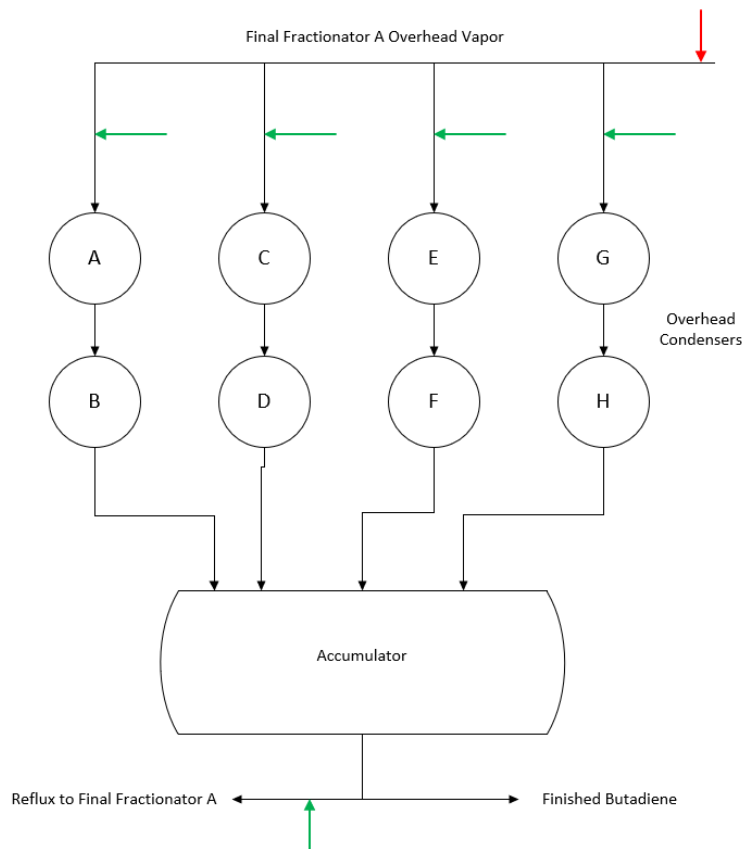 Final Fractionator A Overhead Vapor
A
C
E
G
Overhead
Condensers
B
D
F
H
Accumulator
Reflux to Final Fractionator A
Finished Butadiene